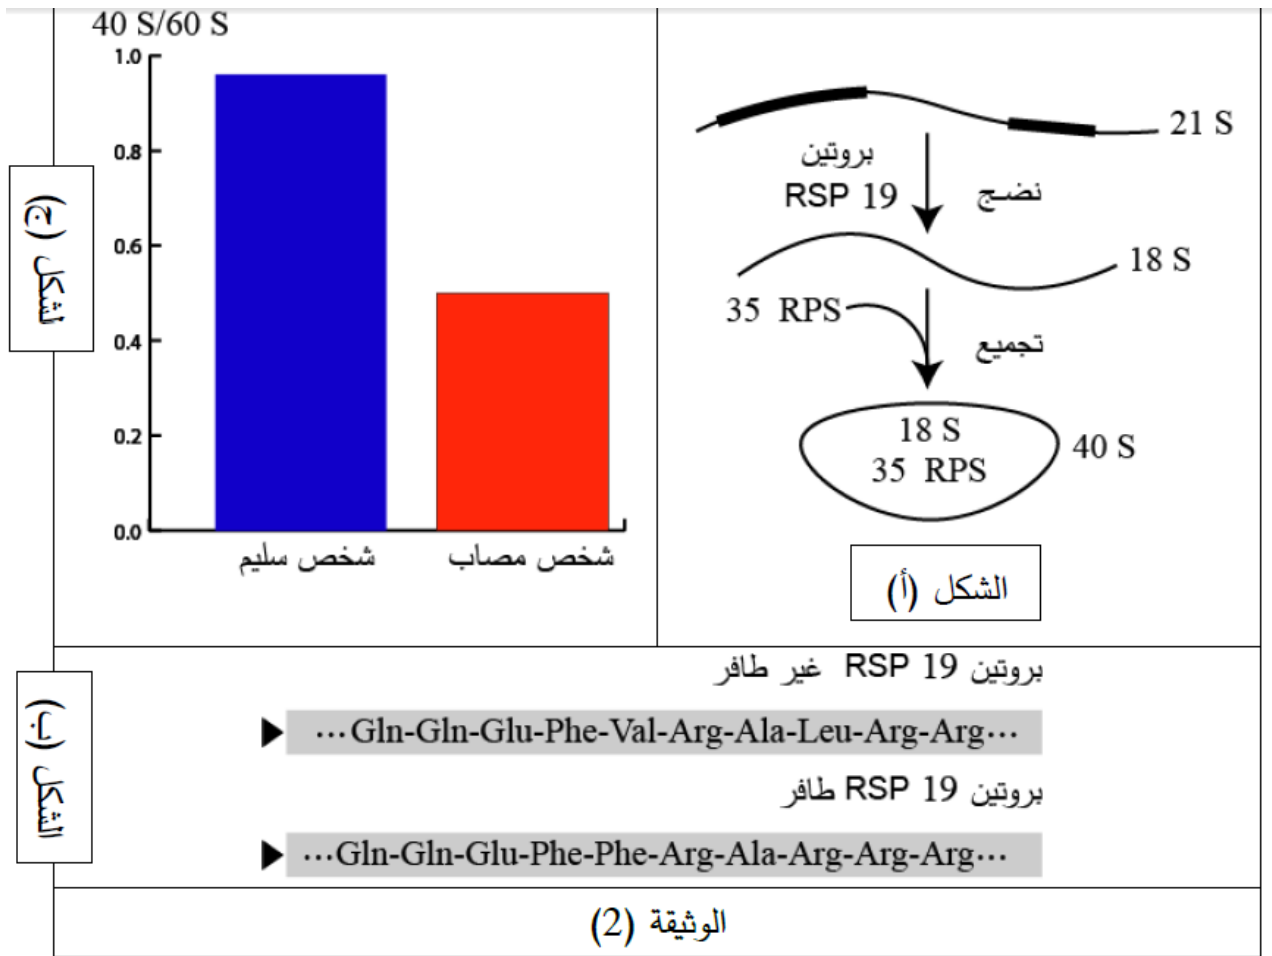 40 S/60 S
1.0
0.8
0.6
0.4
0.2
0.0
شخص سليم
شخص مصاب
لشكل (ج)
21 S
بروتين
RSP 19
نضج
18 S
35 RPS
تجميع
18 S
35 RPS
40 S
الشكل (أ)
الشكل (ب)
بروتين RSP 19 غير طافر
...Gln-Gln-Glu-Phe-Val-Arg-Ala-Leu-Arg-Arg...
بروتين RSP 19 طافر
...Gln-Gln-Glu-Phe-Phe-Arg-Ala-Arg-Arg-Arg...
الوثيقة (2)